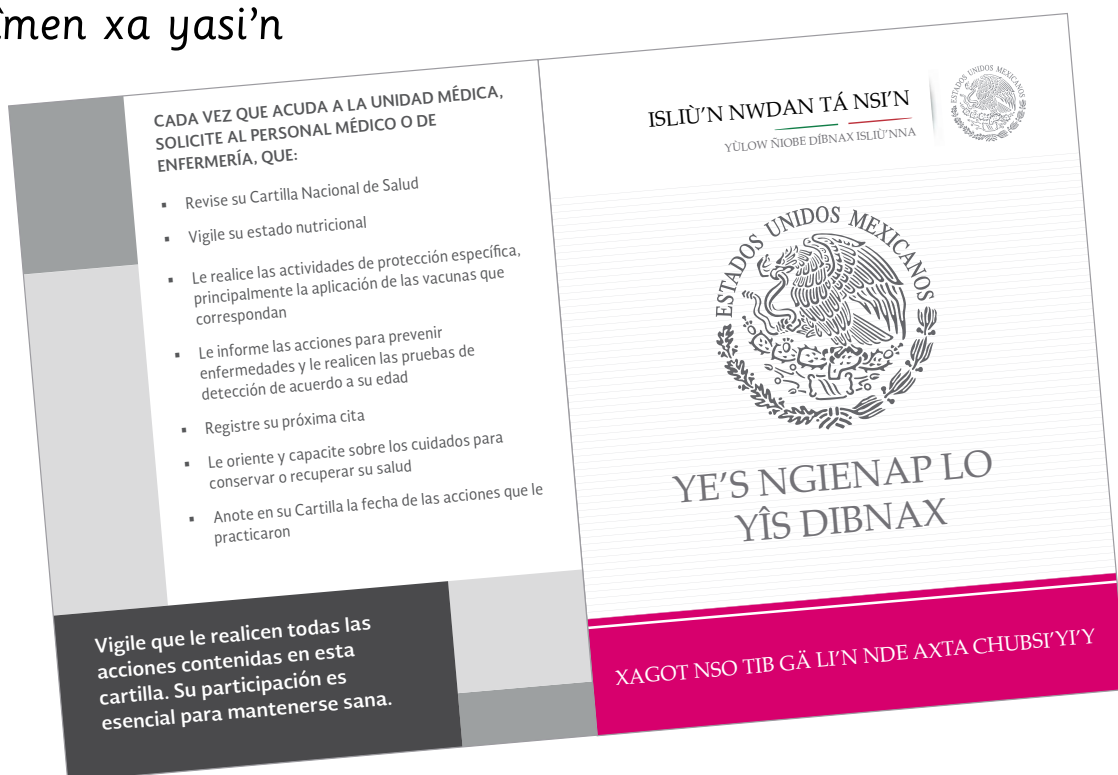 xa yasi’n
CADA VEZ QUE ACUDA A LA UNIDAD MÉDICA,
SOLICITE AL PERSONAL MÉDICO O DE
ENFERMERÍA, QUE:
▪ Revise su Cartilla Nacional de Salud
▪ Vigile su estado nutricional
▪ Le realice las actividades de protección específica,
principalmente la aplicación de las vacunas que
correspondan
▪ Le informe las acciones para prevenir
enfermedades y le realicen las pruebas de
detección de acuerdo a su edad
▪ Registre su próxima cita
▪ Le oriente y capacite sobre los cuidados para
conservar o recuperar su salud
▪ Anote en su Cartilla la fecha de las acciones que le
practicaron
Vigile que le realicen todas las
acciones contenidas en esta
cartilla. Su participación es
esencial para mantenerse sana.
ISLIÙ’N NWDAN TÁ NSI’N
YÙLOW ÑIOBE DÍBNAX ISLIÙ’NNA
ESTADOS UNIDOS MEXICANOS
ESTADOS UNIDOS MEXICANOS
YE’S NGIENAP LO
YÎS DIBNAX
XAGOT NSO TIB GÄ LI’N NDE AXTA CHUBSI’YI’Y